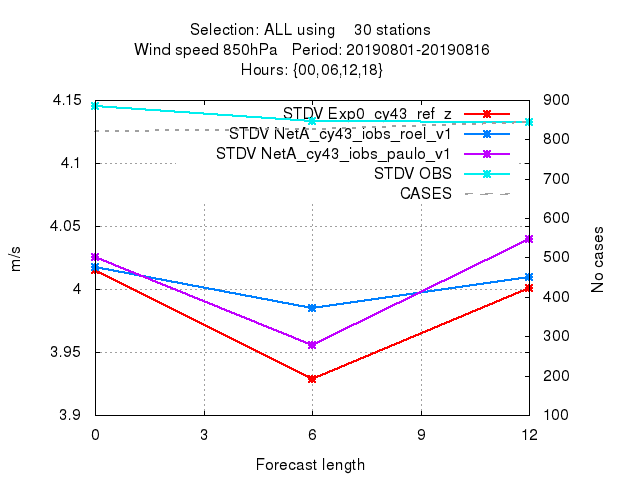 Selection: ALL using 30 stations
Wind speed 850hPa Period: 20190801-20190816
Hours: {00,06,12,18}
4.15 900
STDV Exp0_cy43_ref_z
STDV NetA_cy43_iobs_roel_v1 800
4.1 STDV NetA_cy43_iobs_paulo_v1
STDV OBS 700
CASES
4.05 600
m/s No cases
500
4 400
300
3.95
200
3.9 100
0 3 6 9 12
Forecast length